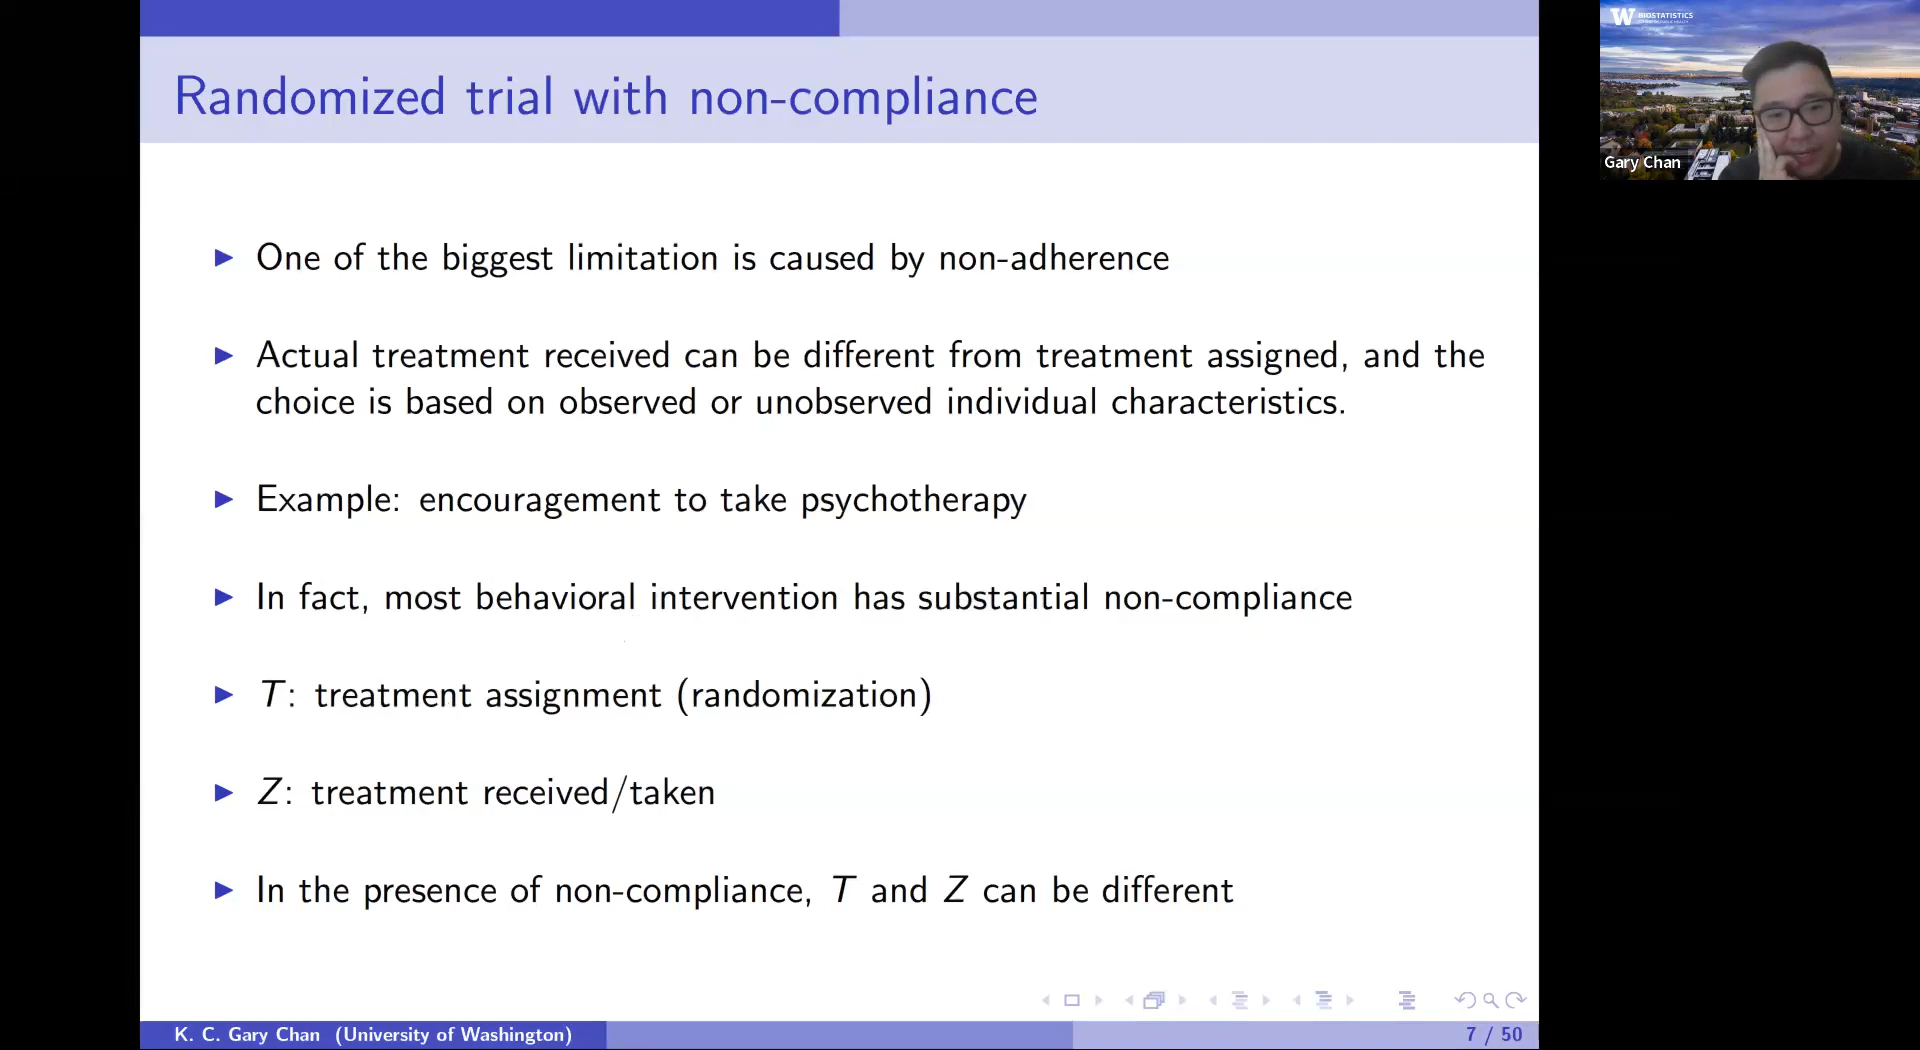 Randomized trial with non-compliance
▶ One of the biggest limitation is caused by non-adherence
▶ Actual treatment received can be different from treatment assigned, and the
choice is based on observed or unobserved individual characteristics.
▶ Example: encouragement to take psychotherapy
▶ In fact, most behavioral intervention has substantial non-compliance
▶ T: treatment assignment (randomization)
▶ Z: treatment received/taken
▶ In the presence of non-compliance, T and Z can be different
K. C. Gary Chan (University of Washington)
7 / 50
W BIOSTATISTICS
Gary Chan